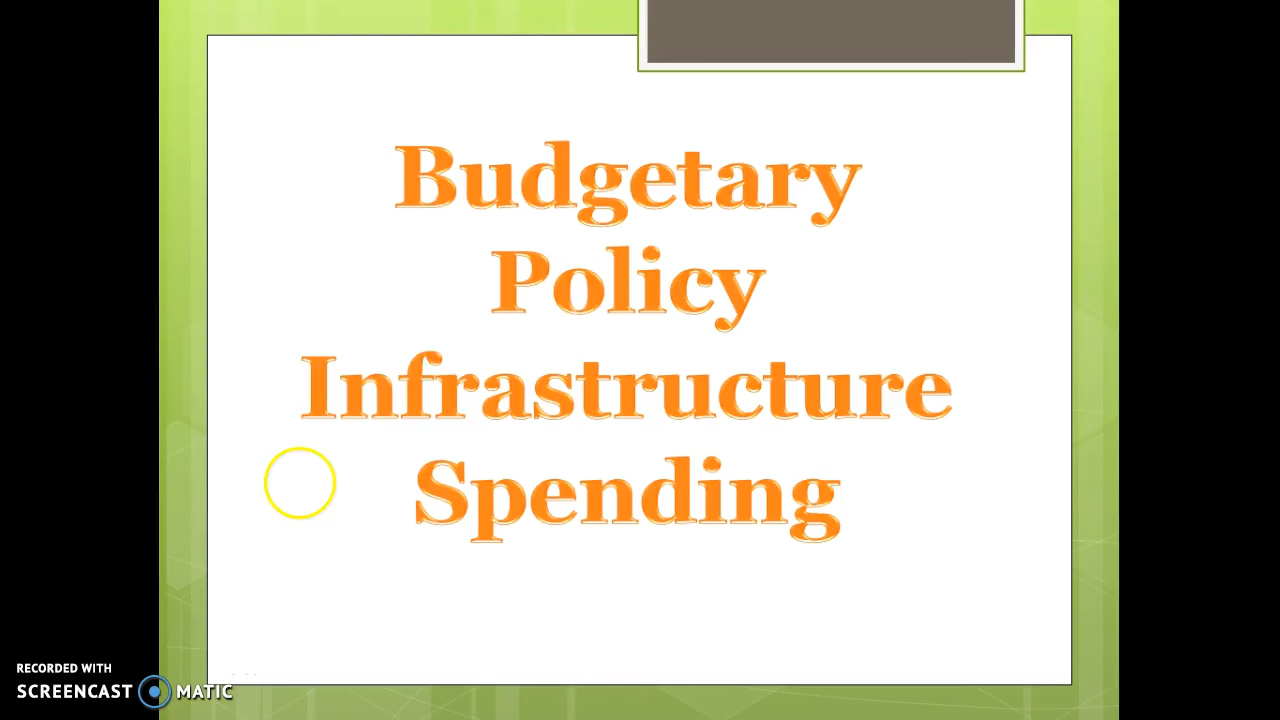 Budgetary
Policy
Infrastructure
Spending
RECORDED WITH
SCREENCAST MATIC